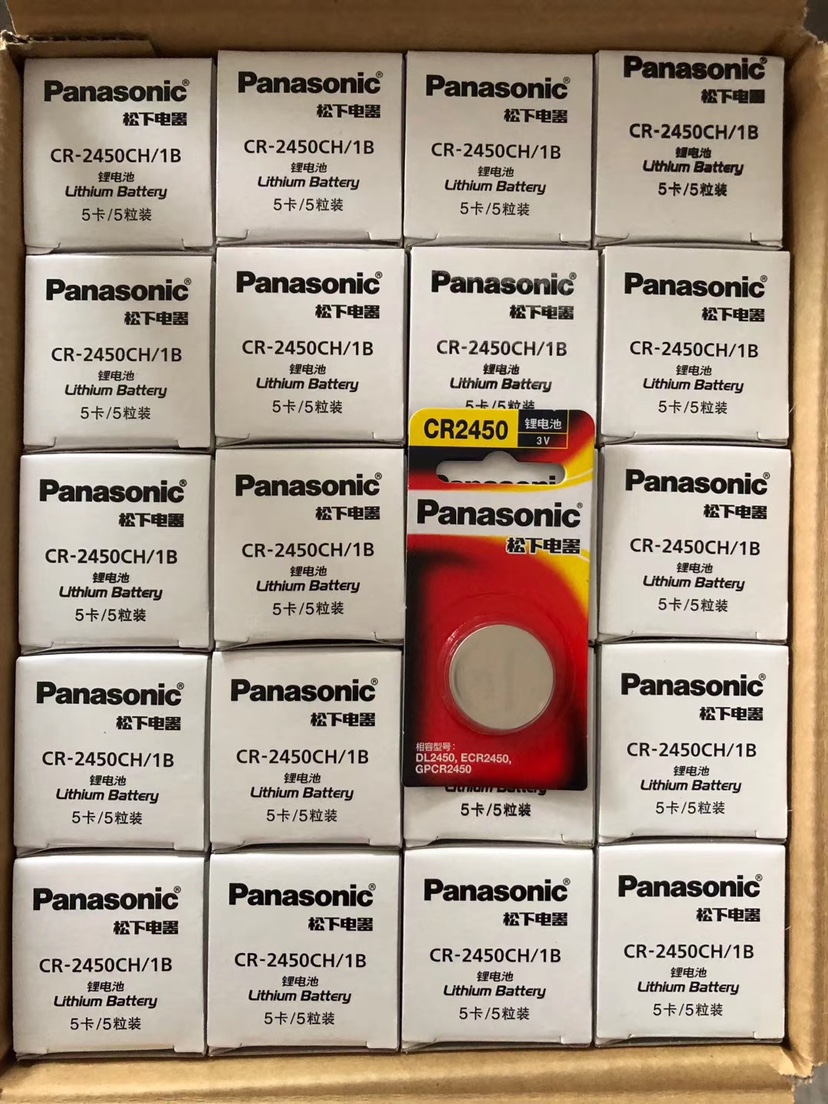 Panasonic®
松下电器
CR-2450CH/1B
锂电池
Lithium Battery
5卡/5粒装
Panasonic®
松下电器
CR-2450CH/1B
锂电池
Lithium Battery
5卡/5粒装
Panasonic®
松下电器
CR-2450CH/1B
锂电池
Lithium Battery
5卡/5粒装
Panasonic®
松下电器
CR-2450CH/1B
锂电池
Lithium Battery
5卡/5粒装
Panasonic®
松下电器
CR-2450CH/1B
锂电池
Lithium Battery
5卡/5粒装
Panasonic®
松下电器
CR-2450CH/1B
锂电池
Lithium Battery
5卡/5粒装
Panasonic®
松下电器
CR-2450CH/1B
锂电池
Lithium Battery
5卡/5粒装
Panasonic®
松下电器
CR-2450CH/1B
锂电池
Lithium Battery
5卡/5粒装
Panasonic®
松下电器
CR-2450CH/1B
锂电池
Lithium Battery
5卡/5粒装
Panasonic®
松下电器
CR-2450CH/1B
锂电池
Lithium Battery
5卡/5粒装
CR2450
锂电池
3V
Panasonic®
松下电器
相容型号:
DL2450, ECR2450,
GPCR2450
Panasonic®
松下电器
CR-2450CH/1B
锂电池
Lithium Battery
5卡/5粒装
Panasonic®
松下电器
CR-2450CH/1B
锂电池
Lithium Battery
5卡/5粒装
Panasonic®
松下电器
CR-2450CH/1B
锂电池
Lithium Battery
5卡/5粒装
Lithium Battery
5卡/5粒装
Panasonic®
松下电器
CR-2450CH/1B
锂电池
Lithium Battery
5卡/5粒装
Panasonic®
松下电器
CR-2450CH/1B
锂电池
Lithium Battery
5卡/5粒装
Panasonic®
松下电器
CR-2450CH/1B
锂电池
Lithium Battery
5卡/5粒装
Panasonic®
松下电器
CR-2450CH/1B
锂电池
Lithium Battery
5卡/5粒装
Panasonic®
松下电器
CR-2450CH/1B
锂电池
Lithium Battery
5卡/5粒装